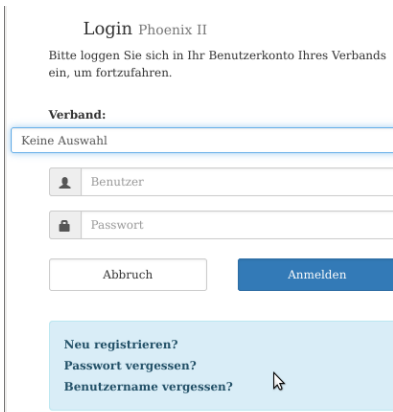 Login Phoenix II
Bitte loggen Sie sich in Ihr Benutzerkonto Ihres Verbands
ein, um fortzufahren.
Verband:
Keine Auswahl
Benutzer
Passwort
Abbruch Anmelden
Neu registrieren?
Passwort vergessen?
Benutzername vergessen?